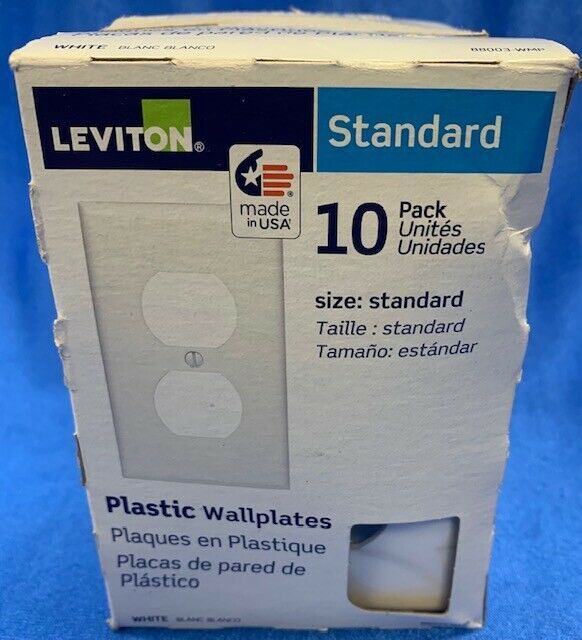 WHITE BLANC BLANCO 88003-WMP
LEVITON®
Standard
made
in USA
10 Pack
Unités
Unidades
size: standard
Taille : standard
Tamaño: estándar
Plastic Wallplates
Plaques en Plastique
Placas de pared de
Plástico
WHITE BLANC BLANCO